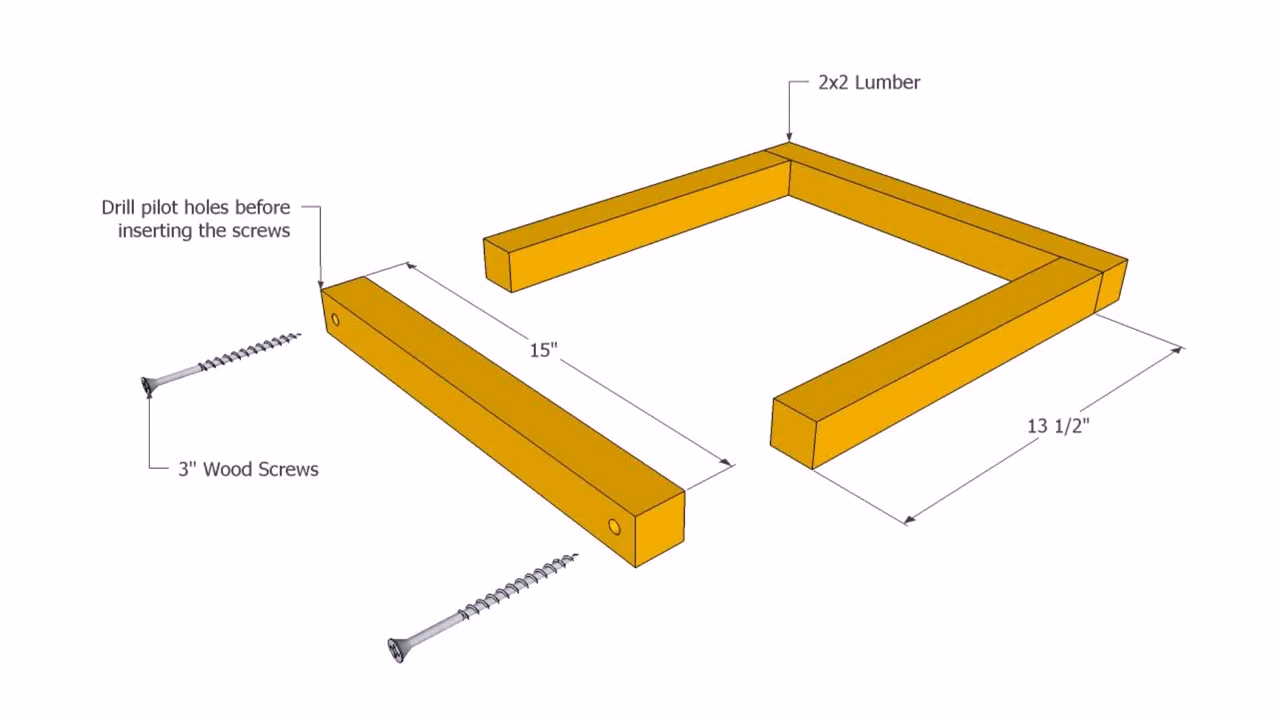 2x2 Lumber
Drill pilot holes before
inserting the screws
15"
13 1/2"
3" Wood Screws